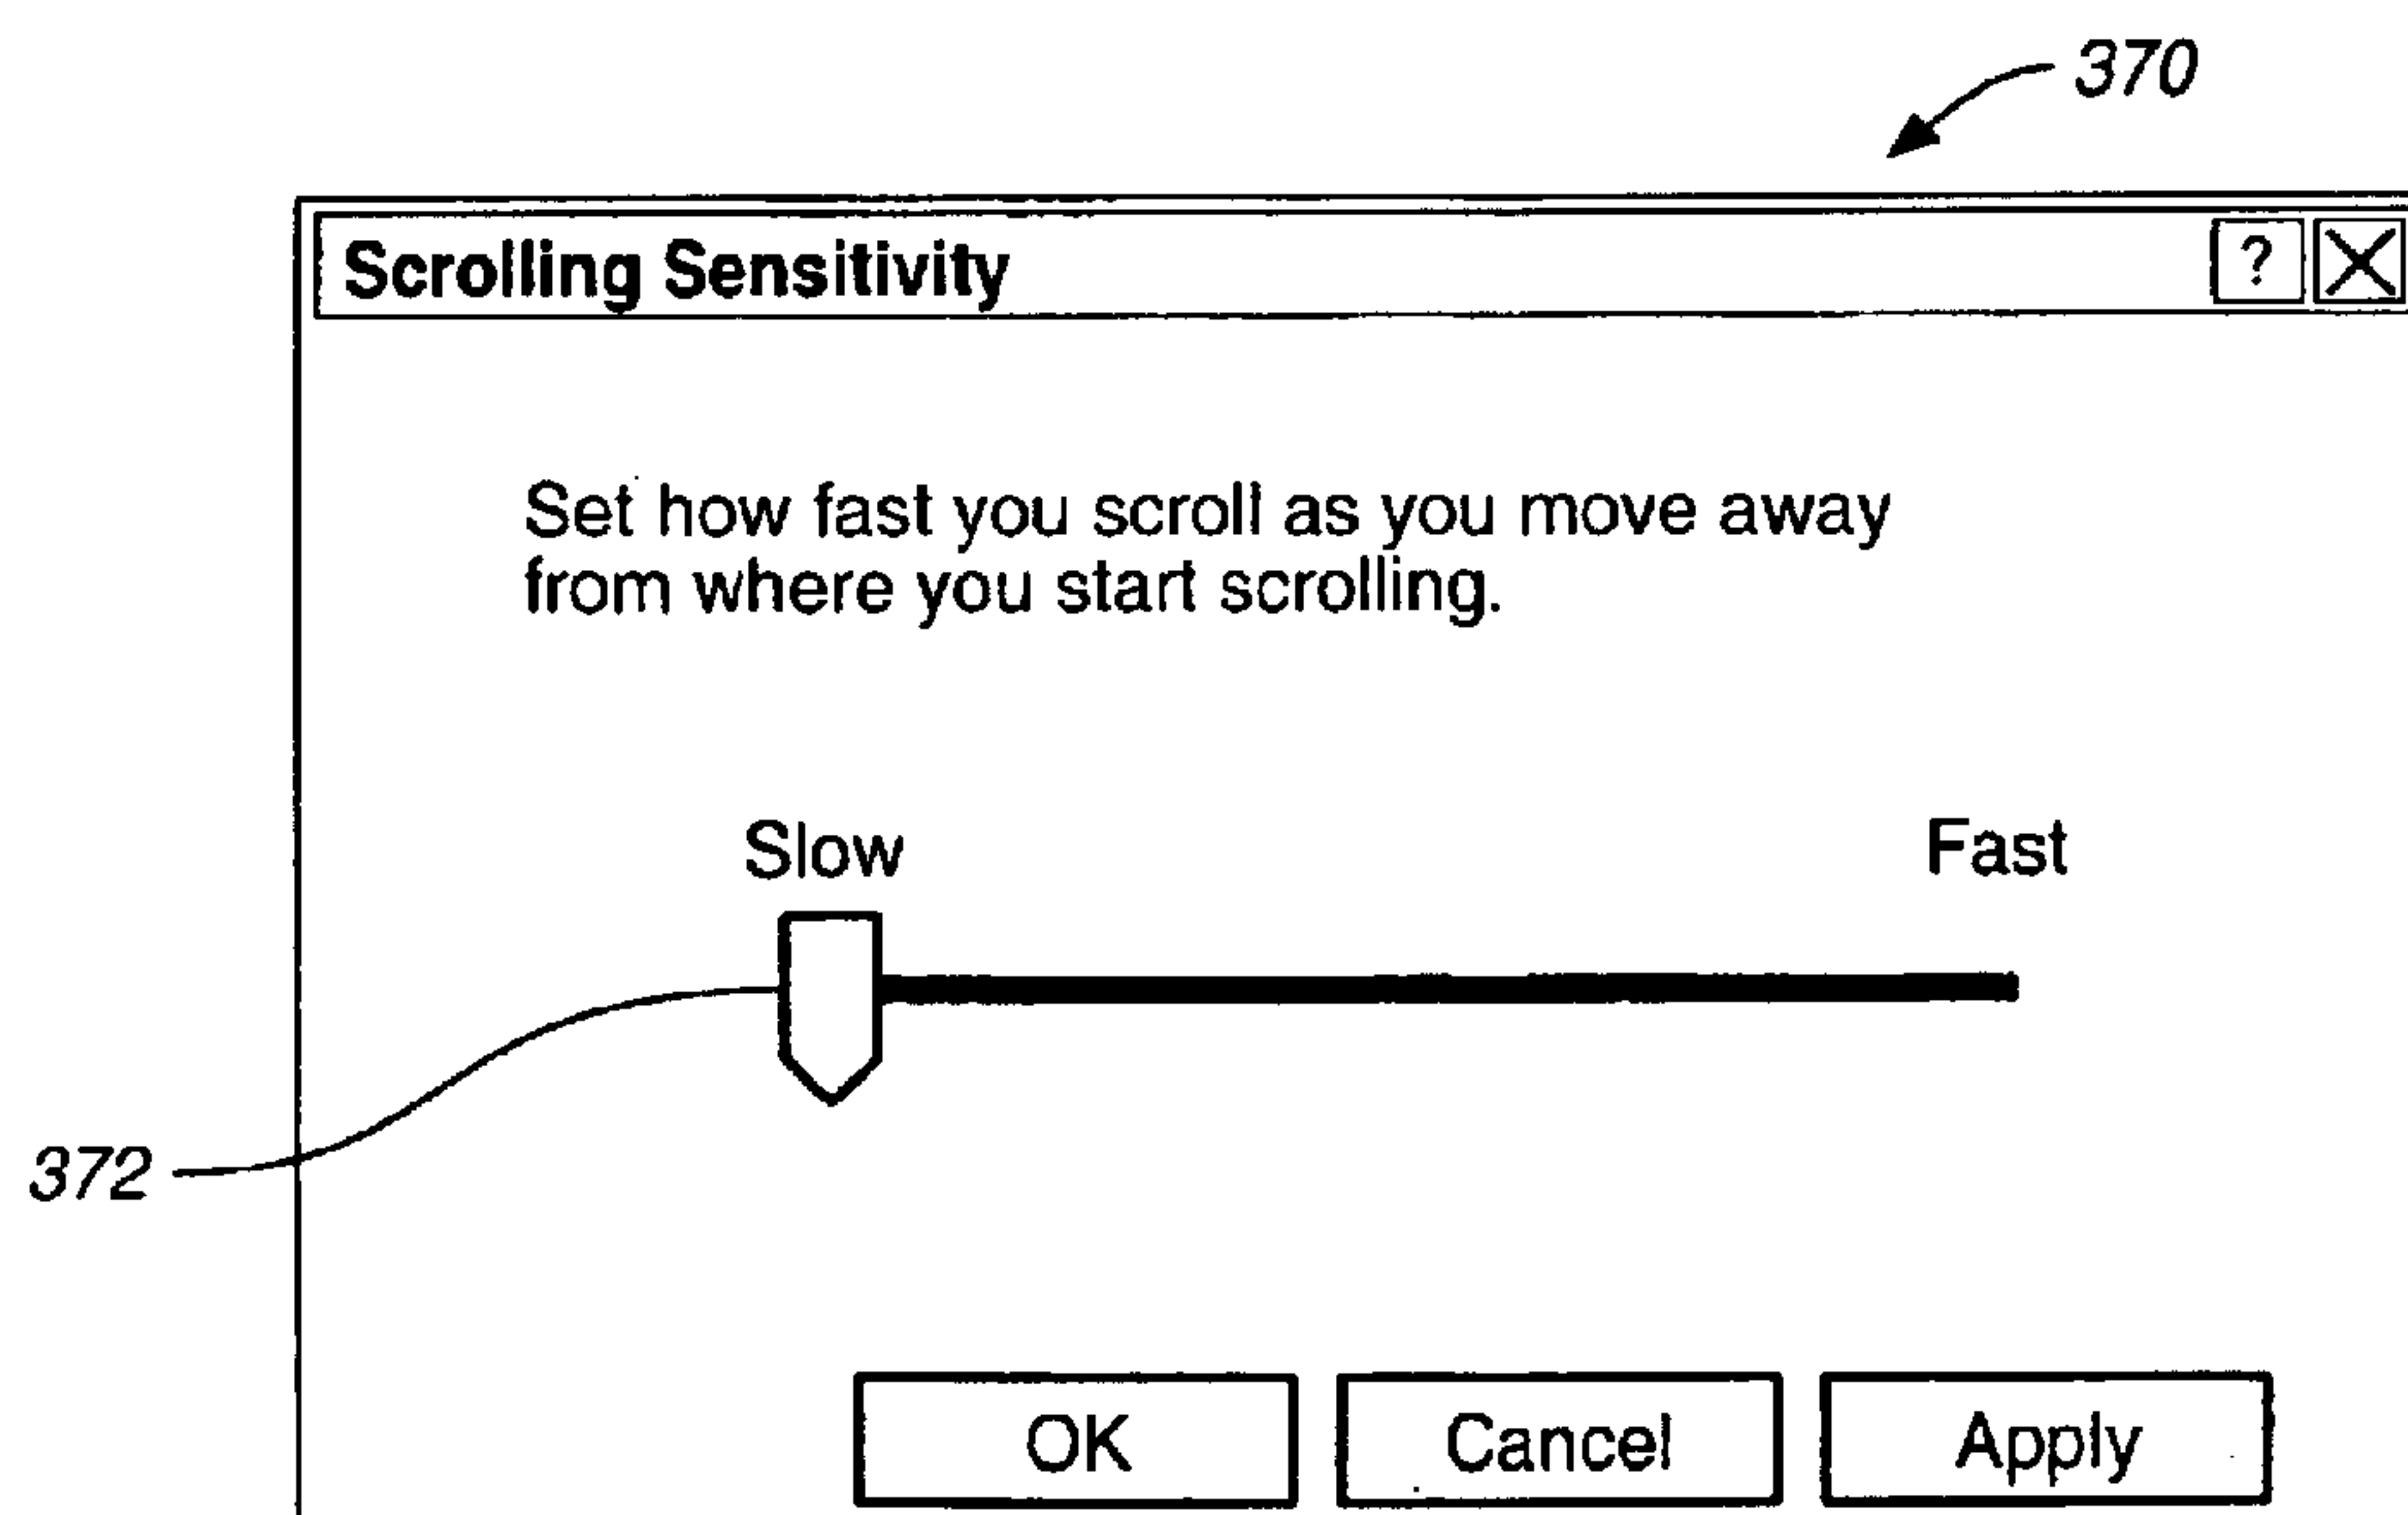 370
Scrolling Sensitivity ?
Set how fast you scroll as you move away
from where you start scrolling.
Slow Fast
372
OK Cancel Apply